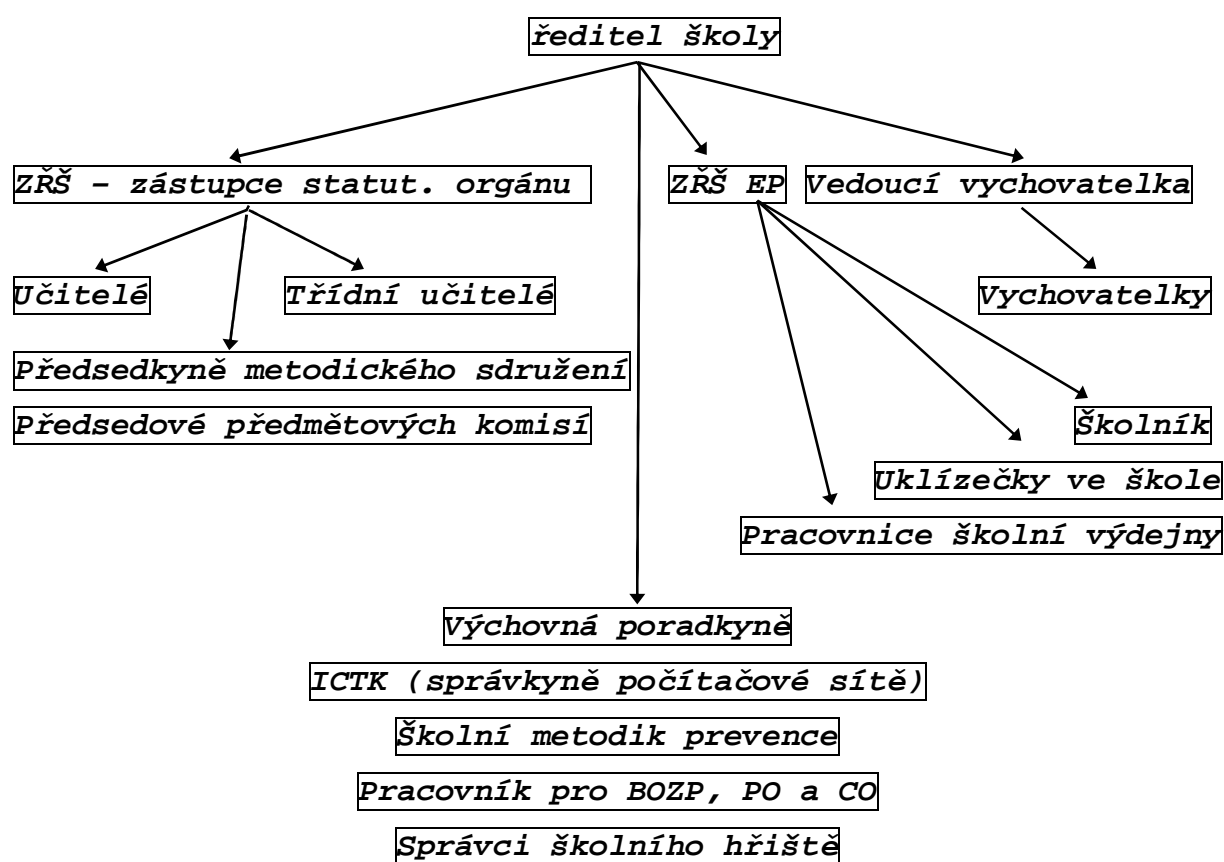 ředitel školy
ZŘŠ – zástupce statut. orgánu
ZŘŠ EP
Vedoucí vychovatelka
Učitelé
Třídní učitelé
Vychovatelky
Předsedkyně metodického sdružení
Předsedové předmětových komisí
Školník
Uklízečky ve škole
Pracovnice školní výdejny
Výchovná poradkyně
ICTK (správkyně počítačové sítě)
Školní metodik prevence
Pracovník pro BOZP, PO a CO
Správci školního hřiště